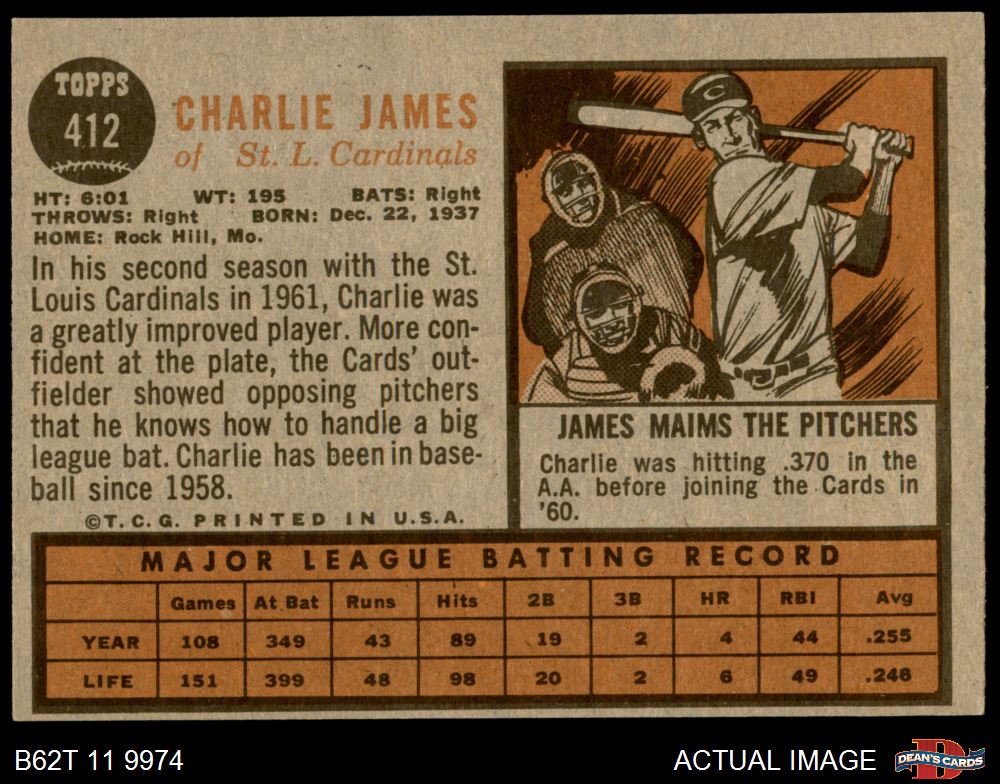 TOPPS
412
CHARLIE JAMES
of St. L. Cardinals
HT: 6:01 WT: 195 BATS: Right
THROWS: Right BORN: Dec. 22, 1937
HOME: Rock Hill, Mo.
In his second season with the St.
Louis Cardinals in 1961, Charlie was
a greatly improved player. More con-
fident at the plate, the Cards' out-
fielder showed opposing pitchers
that he knows how to handle a big
league bat. Charlie has been in base-
ball since 1958.
©T.C.G. PRINTED IN U.S.A.
C
JAMES MAIMS THE PITCHERS
Charlie was hitting .370 in the
A.A. before joining the Cards in
'60.
MAJOR LEAGUE BATTING RECORD
Games At Bat Runs Hits 2B 3B HR RBI Avg
YEAR 108 349 43 89 19 2 4 44 .255
LIFE 151 399 48 98 20 2 6 49 .246
B62T 11 9974 ACTUAL IMAGE
DEAN'S CARDS